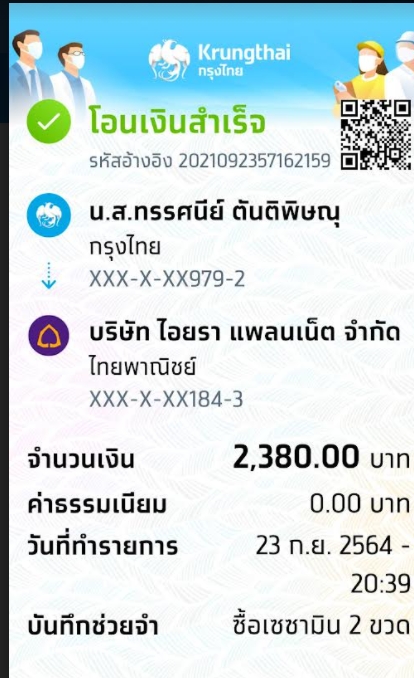 Krungthai
กรุงไทย
โอนเงินสำเร็จ
รหัสอ้างอิง 2021092357162159
น.ส.ทรรศนีย์ ตันติพิษณุ
กรุงไทย
XXX-X-XX979-2
บริษัท ไอยรา แพลนเน็ต จำกัด
ไทยพาณิชย์
XXX-X-XX184-3
จำนวนเงิน 2,380.00 บาท
ค่าธรรมเนียม 0.00 บาท
วันที่ทำรายการ 23 ก.ย. 2564 -
20:39
บันทึกช่วยจำ ซื้อเซซามิน 2 ขวด